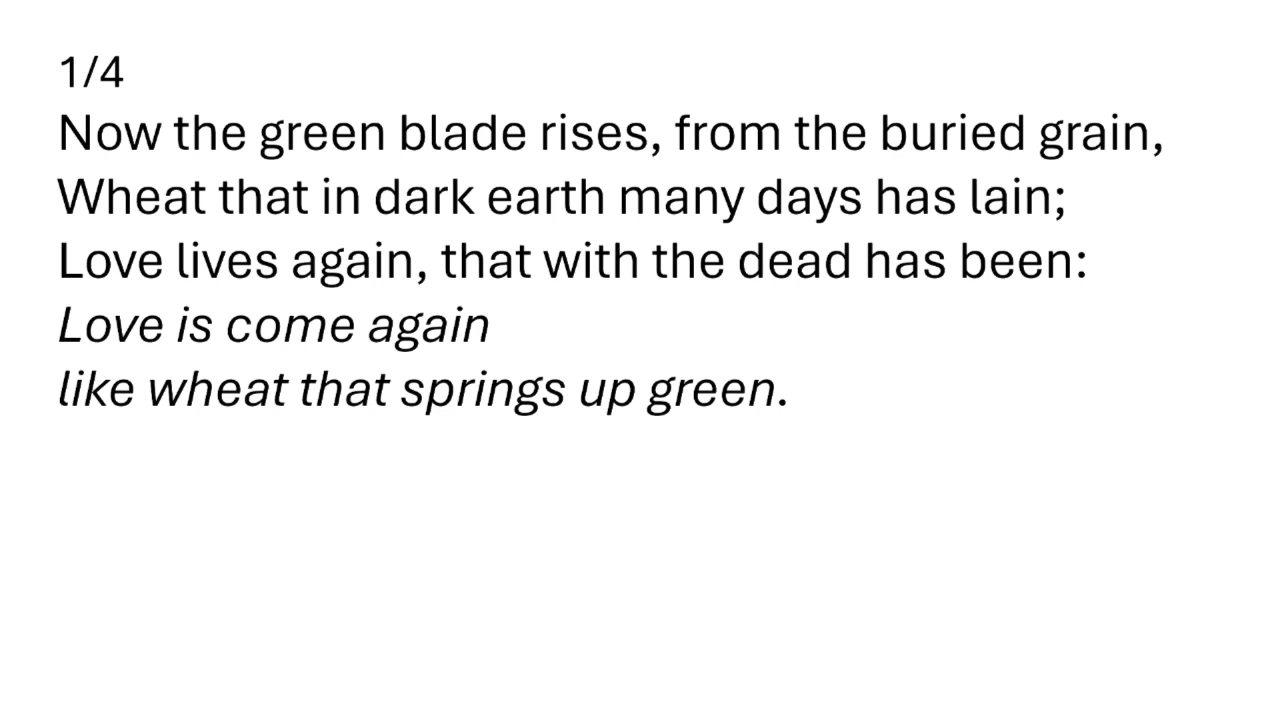 1/4
Now the green blade rises, from the buried grain,
Wheat that in dark earth many days has lain;
Love lives again, that with the dead has been:
Love is come again
like wheat that springs up green.